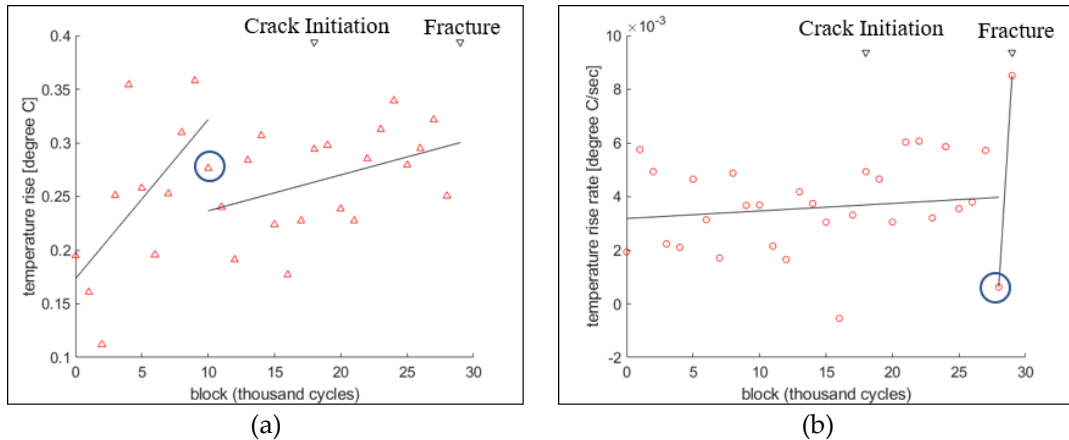 Crack Initiation Fracture
0.4
0.35
0.3
0.25
0.2
0.15
0.1
temperature rise [degree C]
0 5 10 15 20 25 30
block (thousand cycles)
(a)
10 × 10⁻³
Crack Initiation Fracture
8
6
4
2
0
-2
temperature rise rate [degree C/sec]
0 5 10 15 20 25 30
block (thousand cycles)
(b)